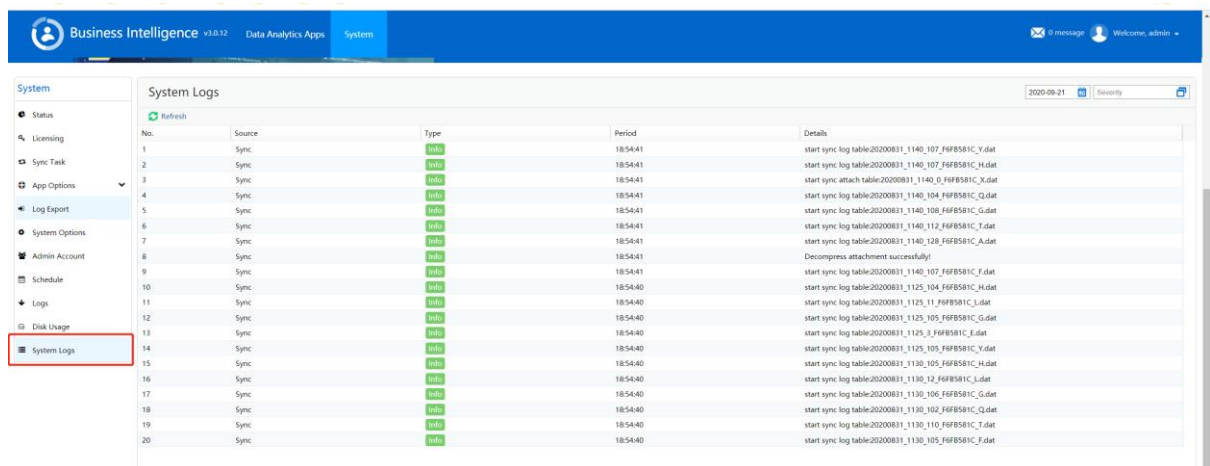 Business Intelligence v3.0.12 Data Analytics Apps System 0 message Welcome, admin
System
Status
Licensing
Sync Task
App Options
Log Export
System Options
Admin Account
Schedule
Logs
Disk Usage
System Logs
System Logs 2020-09-21 Severity
Refresh
No. Source Type Period Details
1 Sync Info 18:54:41 start sync log table:20200831_1140_107_F6FB581C_Y.dat
2 Sync Info 18:54:41 start sync log table:20200831_1140_107_F6FB581C_H.dat
3 Sync Info 18:54:41 start sync attach table:20200831_1140_0_F6FB581C_X.dat
4 Sync Info 18:54:41 start sync log table:20200831_1140_104_F6FB581C_Q.dat
5 Sync Info 18:54:41 start sync log table:20200831_1140_108_F6FB581C_G.dat
6 Sync Info 18:54:41 start sync log table:20200831_1140_112_F6FB581C_T.dat
7 Sync Info 18:54:41 start sync log table:20200831_1140_128_F6FB581C_A.dat
8 Sync Info 18:54:41 Decompress attachment successfully!
9 Sync Info 18:54:41 start sync log table:20200831_1140_107_F6FB581C_F.dat
10 Sync Info 18:54:40 start sync log table:20200831_1125_104_F6FB581C_H.dat
11 Sync Info 18:54:40 start sync log table:20200831_1125_11_F6FB581C_L.dat
12 Sync Info 18:54:40 start sync log table:20200831_1125_105_F6FB581C_G.dat
13 Sync Info 18:54:40 start sync log table:20200831_1125_3_F6FB581C_E.dat
14 Sync Info 18:54:40 start sync log table:20200831_1125_105_F6FB581C_Y.dat
15 Sync Info 18:54:40 start sync log table:20200831_1130_105_F6FB581C_H.dat
16 Sync Info 18:54:40 start sync log table:20200831_1130_12_F6FB581C_L.dat
17 Sync Info 18:54:40 start sync log table:20200831_1130_106_F6FB581C_G.dat
18 Sync Info 18:54:40 start sync log table:20200831_1130_102_F6FB581C_Q.dat
19 Sync Info 18:54:40 start sync log table:20200831_1130_110_F6FB581C_T.dat
20 Sync Info 18:54:40 start sync log table:20200831_1130_105_F6FB581C_F.dat